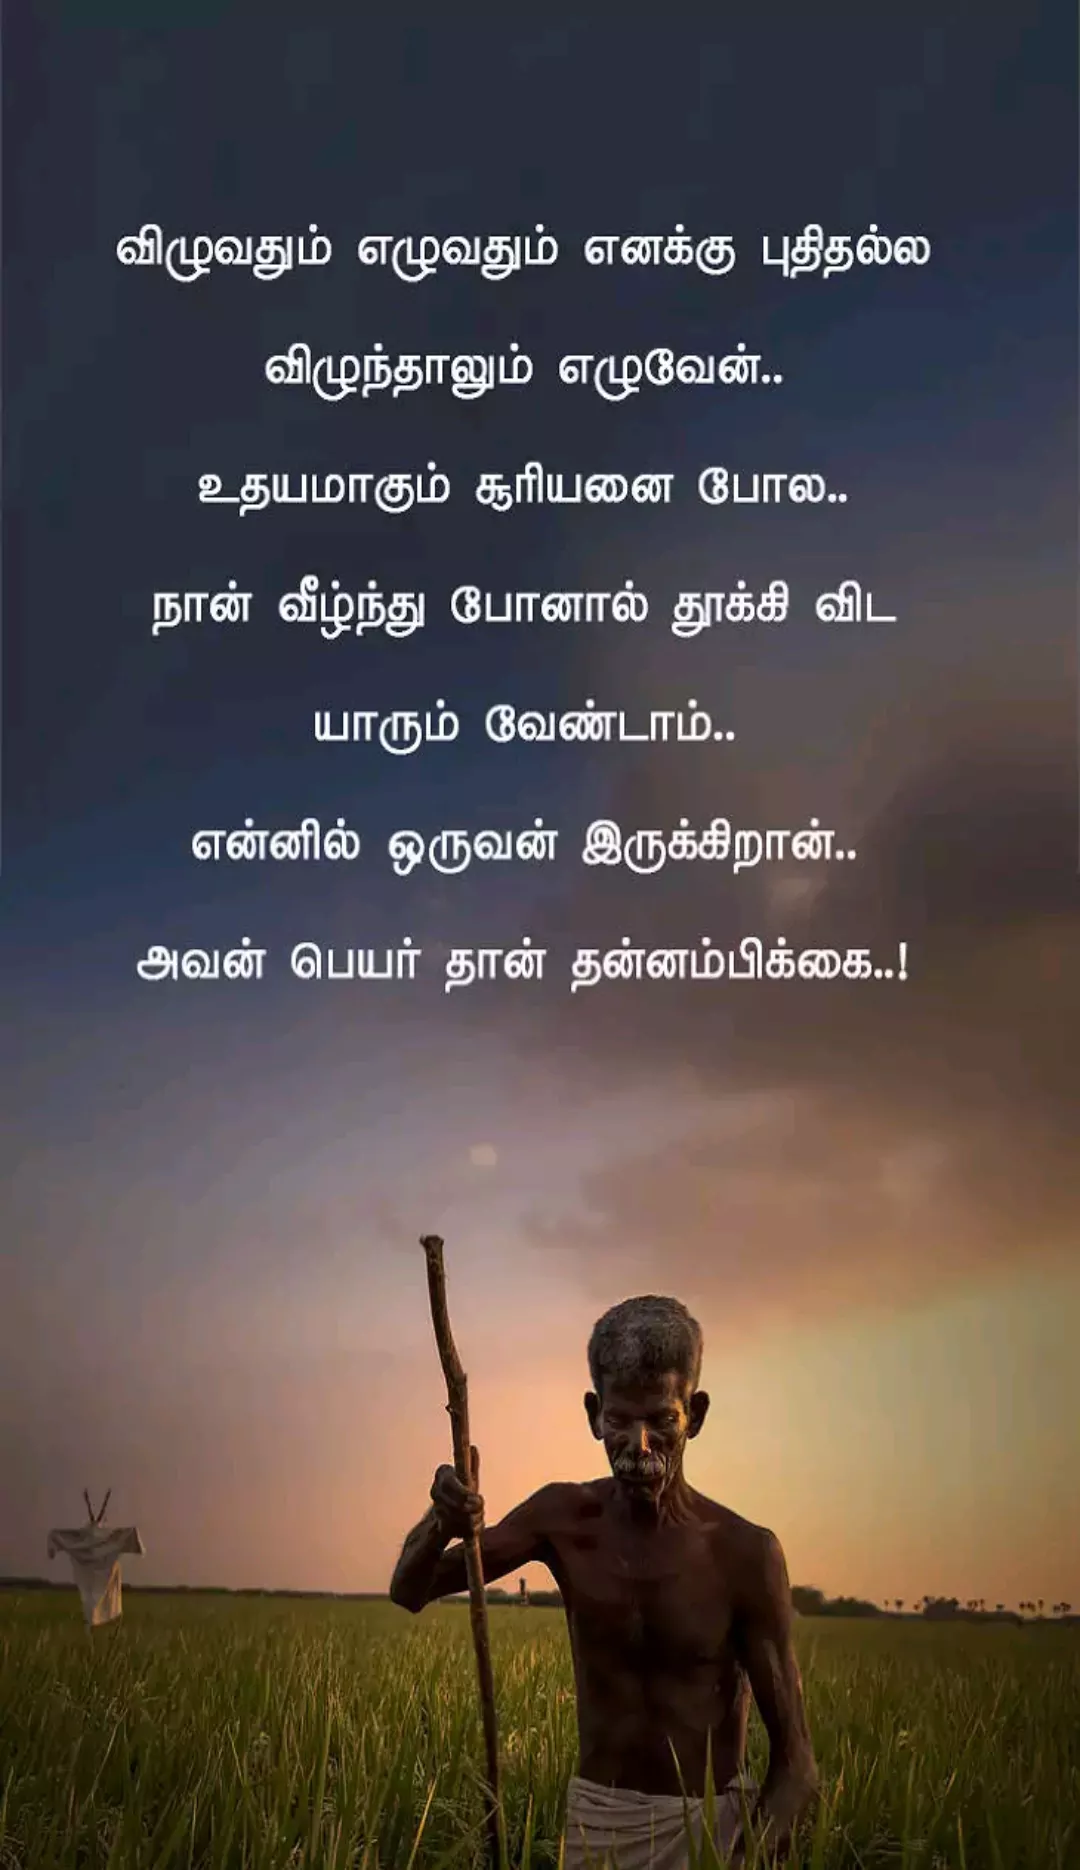 விழுவதும் எழுவதும் எனக்கு புதிதல்ல
விழுந்தாலும் எழுவேன்..
உதயமாகும் சூரியனை போல..
நான் வீழ்ந்து போனால் தூக்கி விட
யாரும் வேண்டாம்..
என்னில் ஒருவன் இருக்கிறான்..
அவன் பெயர் தான் தன்னம்பிக்கை..!